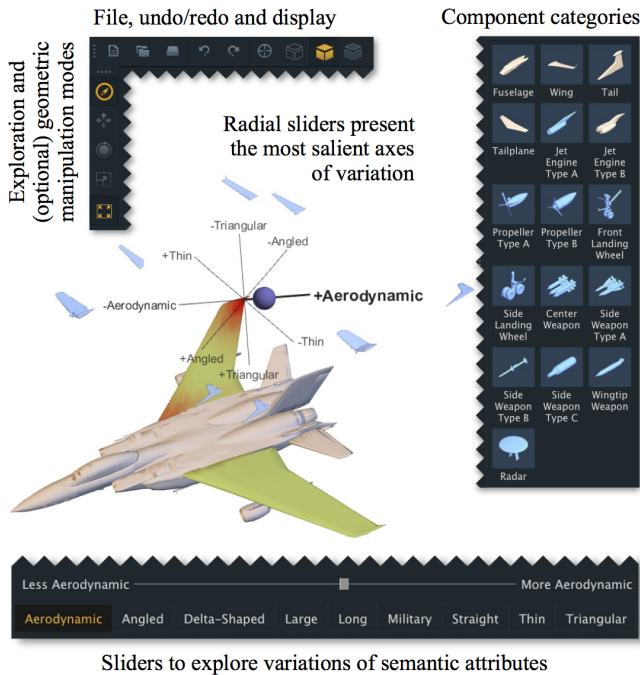 File, undo/redo and display
Component categories
Exploration and
(optional) geometric
manipulation modes
Radial sliders present
the most salient axes
of variation
Fuselage
Wing
Tail
Tailplane
Jet
Engine
Type A
Jet
Engine
Type B
Propeller
Type A
Propeller
Type B
Front
Landing
Wheel
Side
Landing
Wheel
Center
Weapon
Side
Weapon
Type A
Side
Weapon
Type B
Side
Weapon
Type C
Wingtip
Weapon
Radar
-Triangular
-Angled
+Thin
-Aerodynamic
+Aerodynamic
-Thin
+Angled
+Triangular
Less Aerodynamic
More Aerodynamic
Aerodynamic
Angled
Delta-Shaped
Large
Long
Military
Straight
Thin
Triangular
Sliders to explore variations of semantic attributes